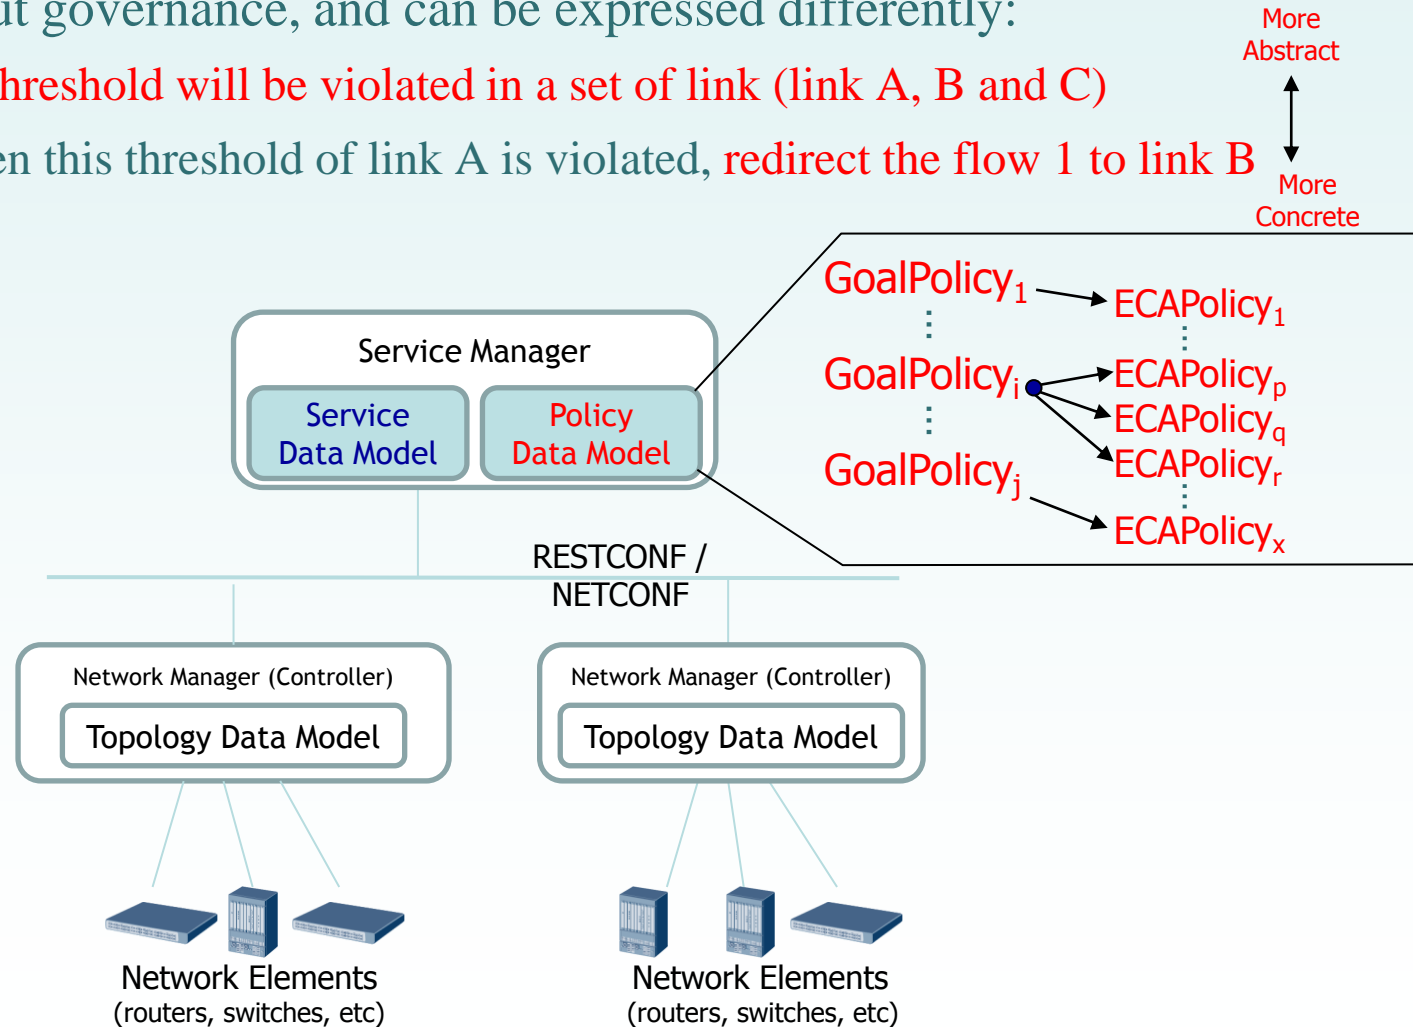 governance, and can be expressed differently:
threshold will be violated in a set of link (link A, B and C)
this threshold of link A is violated, redirect the flow 1 to link B
More
Abstract
More
Concrete
Service Manager
Service
Data Model
Policy
Data Model
GoalPolicy1
GoalPolicyi
GoalPolicyj
ECAPolicy1
ECAPolicyp
ECAPolicyq
ECAPolicyr
ECAPolicyx
RESTCONF /
NETCONF
Network Manager (Controller)
Topology Data Model
Network Manager (Controller)
Topology Data Model
Network Elements
(routers, switches, etc)
Network Elements
(routers, switches, etc)